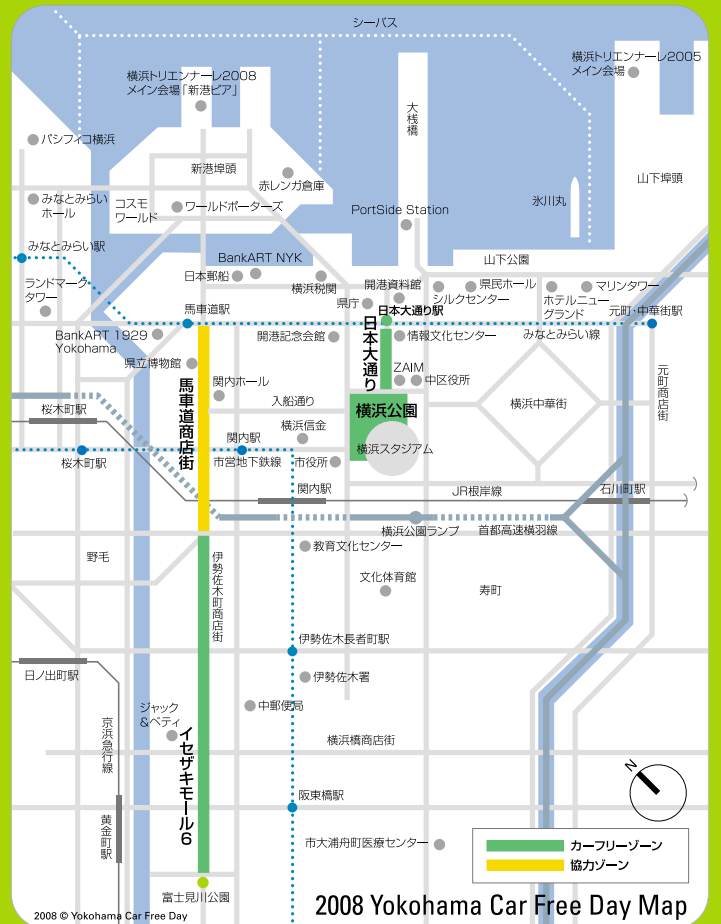 シーバス
横浜トリエンナーレ2008
メイン会場「新港ピア」
横浜トリエンナーレ2005
メイン会場
大桟橋
パシフィコ横浜
新港埠頭
赤レンガ倉庫
山下埠頭
みなとみらい
ホール
コスモ
ワールド
ワールドポーターズ
氷川丸
PortSide Station
みなとみらい駅
BankART NYK
山下公園
ランドマーク
タワー
日本郵船
横浜税関
開港資料館
県民ホール
マリンタワー
シルクセンター
ホテルニュー
グランド
県庁
馬車道駅
日本大通り駅
元町・中華街駅
BankART 1929
Yokohama
開港記念会館
日本大通り
情報文化センター
みなとみらい線
県立博物館
ZAIM
中区役所
元町商店街
馬車道商店街
関内ホール
入船通り
横浜公園
横浜中華街
桜木町駅
横浜信金
関内駅
横浜スタジアム
桜木町駅
市営地下鉄線
市役所
関内駅
JR根岸線
石川町駅
横浜公園ランプ
首都高速横羽線
野毛
伊勢佐木町商店街
教育文化センター
文化体育館
寿町
伊勢佐木長者町駅
日ノ出町駅
伊勢佐木署
ジャック
&ベティ
中郵便局
京浜急行線
イセザキモール6
横浜橋商店街
阪東橋駅
黄金町駅
市大浦舟町医療センター
N
カーフリーゾーン
協力ゾーン
富士見川公園
2008 Yokohama Car Free Day Map
2008 © Yokohama Car Free Day